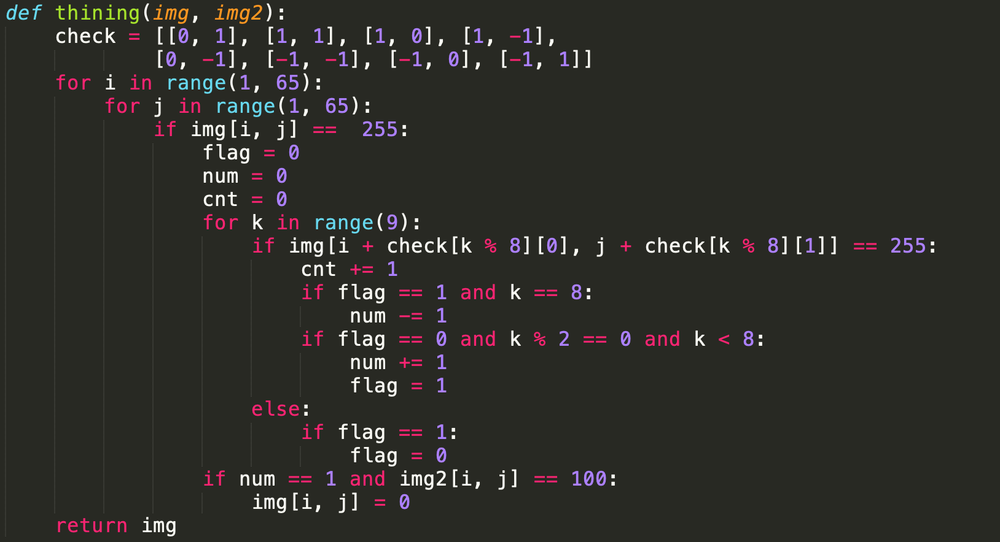 def thining(img, img2):
    check = [[0, 1], [1, 1], [1, 0], [1, -1],
            [0, -1], [-1, -1], [-1, 0], [-1, 1]]
    for i in range(1, 65):
        for j in range(1, 65):
            if img[i, j] ==  255:
                flag = 0
                num = 0
                cnt = 0
                for k in range(9):
                    if img[i + check[k % 8][0], j + check[k % 8][1]] == 255:
                        cnt += 1
                        if flag == 1 and k == 8:
                            num -= 1
                        if flag == 0 and k % 2 == 0 and k < 8:
                            num += 1
                            flag = 1
                    else:
                        if flag == 1:
                            flag = 0
                if num == 1 and img2[i, j] == 100:
                    img[i, j] = 0
    return img